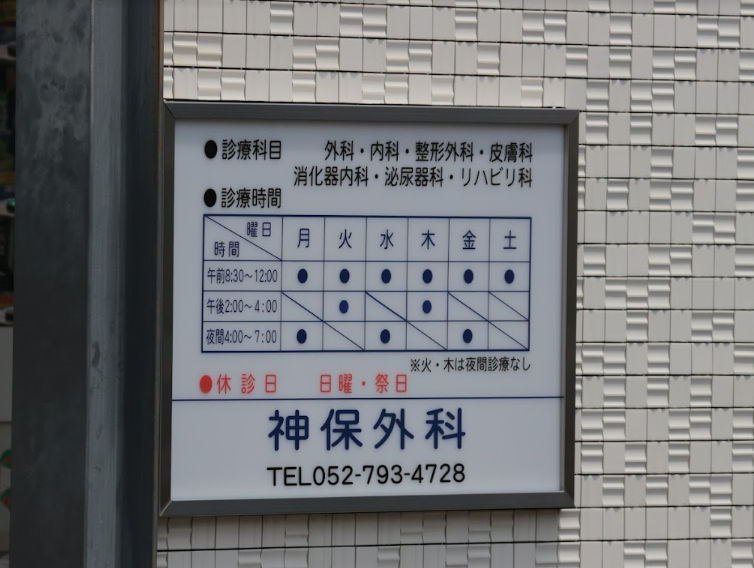 ●診療科目 外科・内科・整形外科・皮膚科
消化器内科・泌尿器科・リハビリ科
●診療時間
曜日 時間 月 火 水 木 金 土
午前8:30～12:00 ● ● ● ● ● ●
午後2:00～4:00 ● ●
夜間4:00～7:00 ● ● ●
※火・木は夜間診療なし
●休診日 日曜・祭日
神保外科
TEL052-793-4728